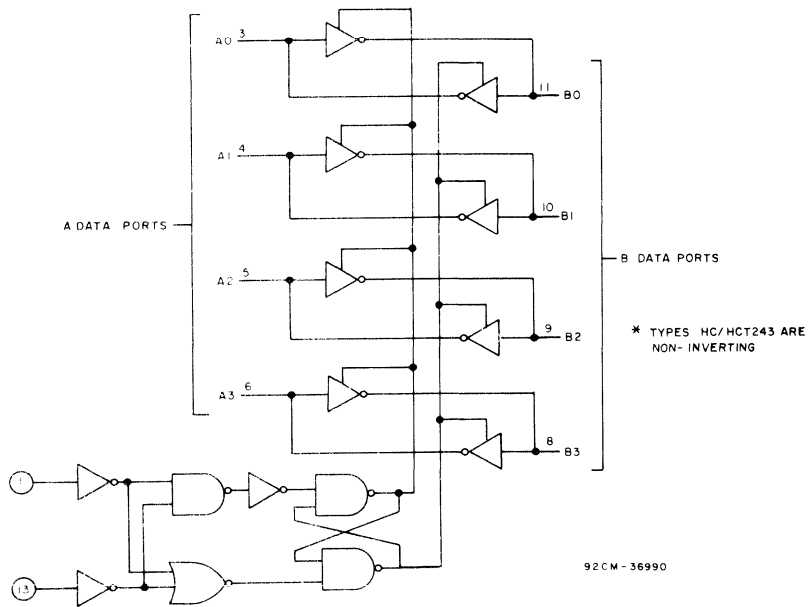 A0 3
11 B0
A1 4
10 B1
A DATA PORTS
B DATA PORTS
A2 5
9 B2
* TYPES HC/HCT243 ARE
NON-INVERTING
A3 6
8 B3
1
13
92CM-36990